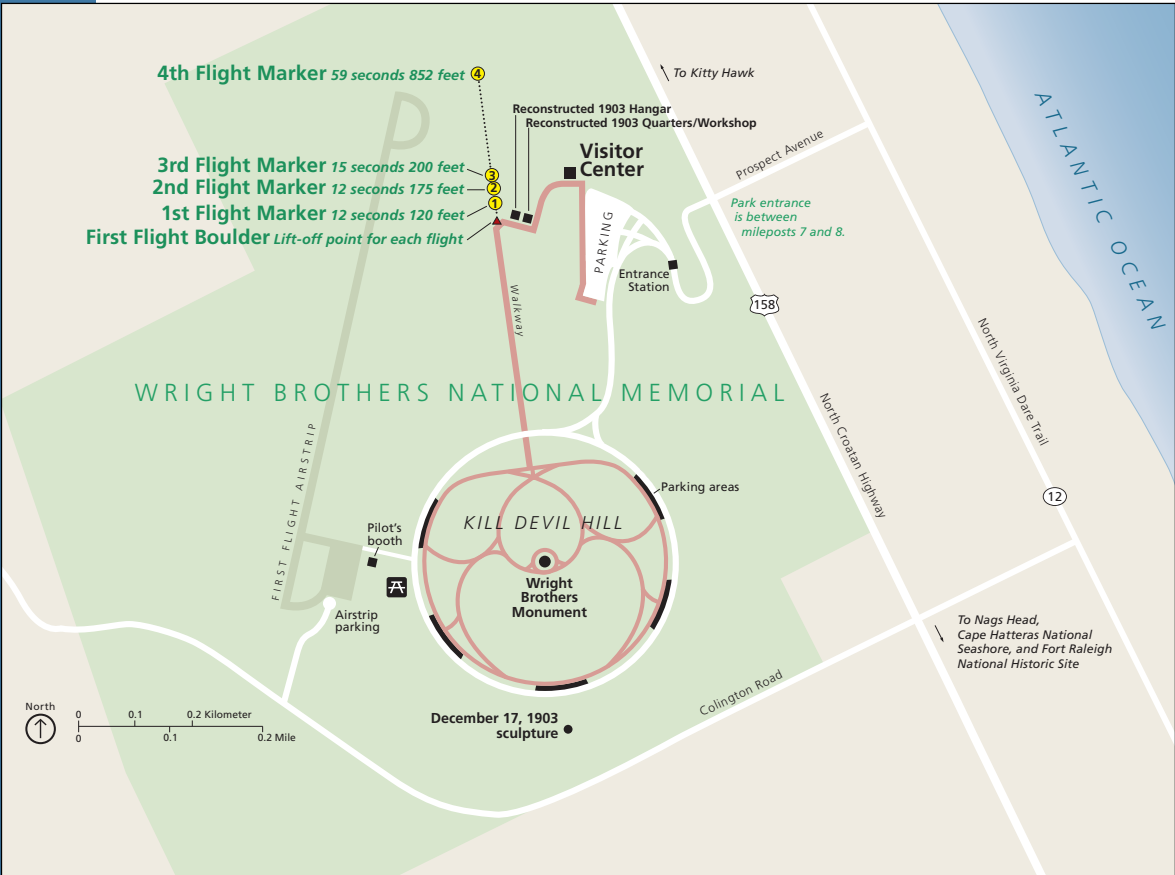 4th Flight Marker 59 seconds 852 feet
4
To Kitty Hawk
Reconstructed 1903 Hangar
Reconstructed 1903 Quarters/Workshop
Visitor
Center
3rd Flight Marker 15 seconds 200 feet
3
2nd Flight Marker 12 seconds 175 feet
2
1st Flight Marker 12 seconds 120 feet
1
First Flight Boulder Lift-off point for each flight
Prospect Avenue
ATLANTIC OCEAN
Park entrance
is between
mileposts 7 and 8.
PARKING
Entrance
Station
Walkway
158
North Virginia Dare Trail
WRIGHT BROTHERS NATIONAL MEMORIAL
North Croatan Highway
FIRST FLIGHT AIRSTRIP
Parking areas
12
KILL DEVIL HILL
Pilot's
booth
Wright
Brothers
Monument
Airstrip
parking
To Nags Head,
Cape Hatteras National
Seashore, and Fort Raleigh
National Historic Site
Colington Road
December 17, 1903
sculpture
North
0 0.1 0.2 Kilometer
0 0.1 0.2 Mile